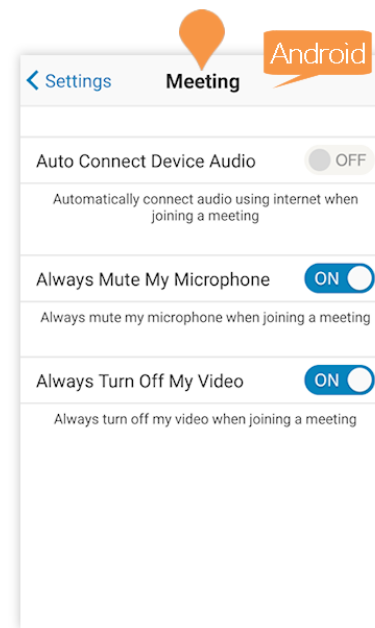 Android
Settings
Meeting
Auto Connect Device Audio
OFF
Automatically connect audio using internet when
joining a meeting
Always Mute My Microphone
ON
Always mute my microphone when joining a meeting
Always Turn Off My Video
ON
Always turn off my video when joining a meeting